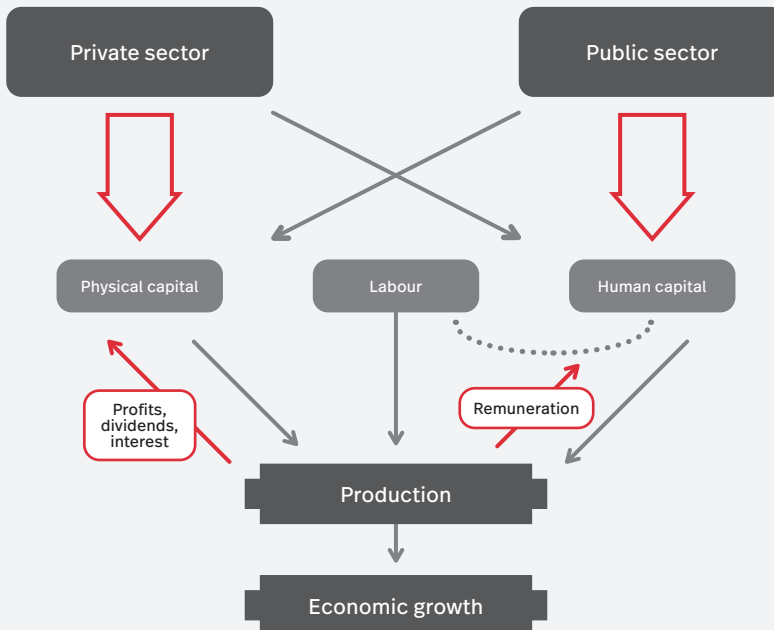 Private sector
Public sector
Physical capital
Labour
Human capital
Profits,
dividends,
interest
Remuneration
Production
Economic growth